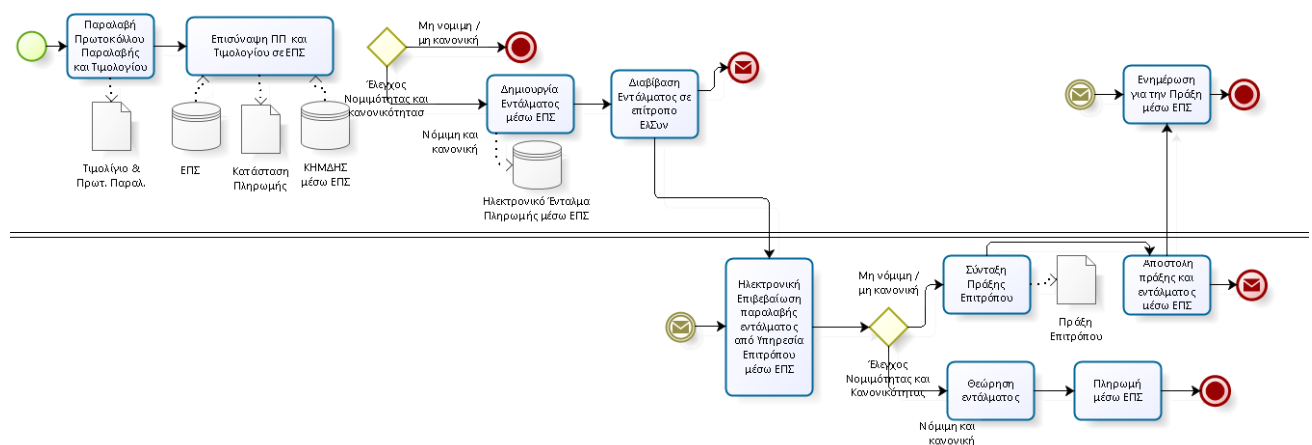 Παραλαβή
Πρωτοκόλλου
Παραλαβής
και Τιμολογίου
Επισύναψη ΠΠ και
Τιμολογίου σε ΕΠΣ
Μη νομιμη /
μη κανονική
Έλεγχος
Νομιμότητας και
κανονικότητασ
Δημιουργία
Εντάλματος
μέσω ΕΠΣ
Διαβίβαση
Εντάλματος σε
επίτροπο
ΕλΣυν
Ενημέρωση
για την Πράξη
μέσω ΕΠΣ
Νόμιμη και
κανονική
Τιμολίγιο &
Πρωτ. Παραλ.
ΕΠΣ
Κατάσταση
Πληρωμής
ΚΗΜΔΗΣ
μέσω ΕΠΣ
Ηλεκτρονικό Ένταλμα
Πληρωμής μέσω ΕΠΣ
Ηλεκτρονική
Επιβεβαίωση
παραλαβής
εντάλματος
από Υπηρεσία
Επιτρόπου
μέσω ΕΠΣ
Μη νόμιμη /
μη κανονική
Σύνταξη
Πράξης
Επιτρόπου
Αποστολη
πράξης και
εντάλματος
μέσω ΕΠΣ
Πράξη
Επιτρόπου
Έλεγχος
Νομιμότητας και
Κανονικότητας
Θεώρηση
εντάλματος
Πληρωμή
μέσω ΕΠΣ
Νόμιμη και
κανονική